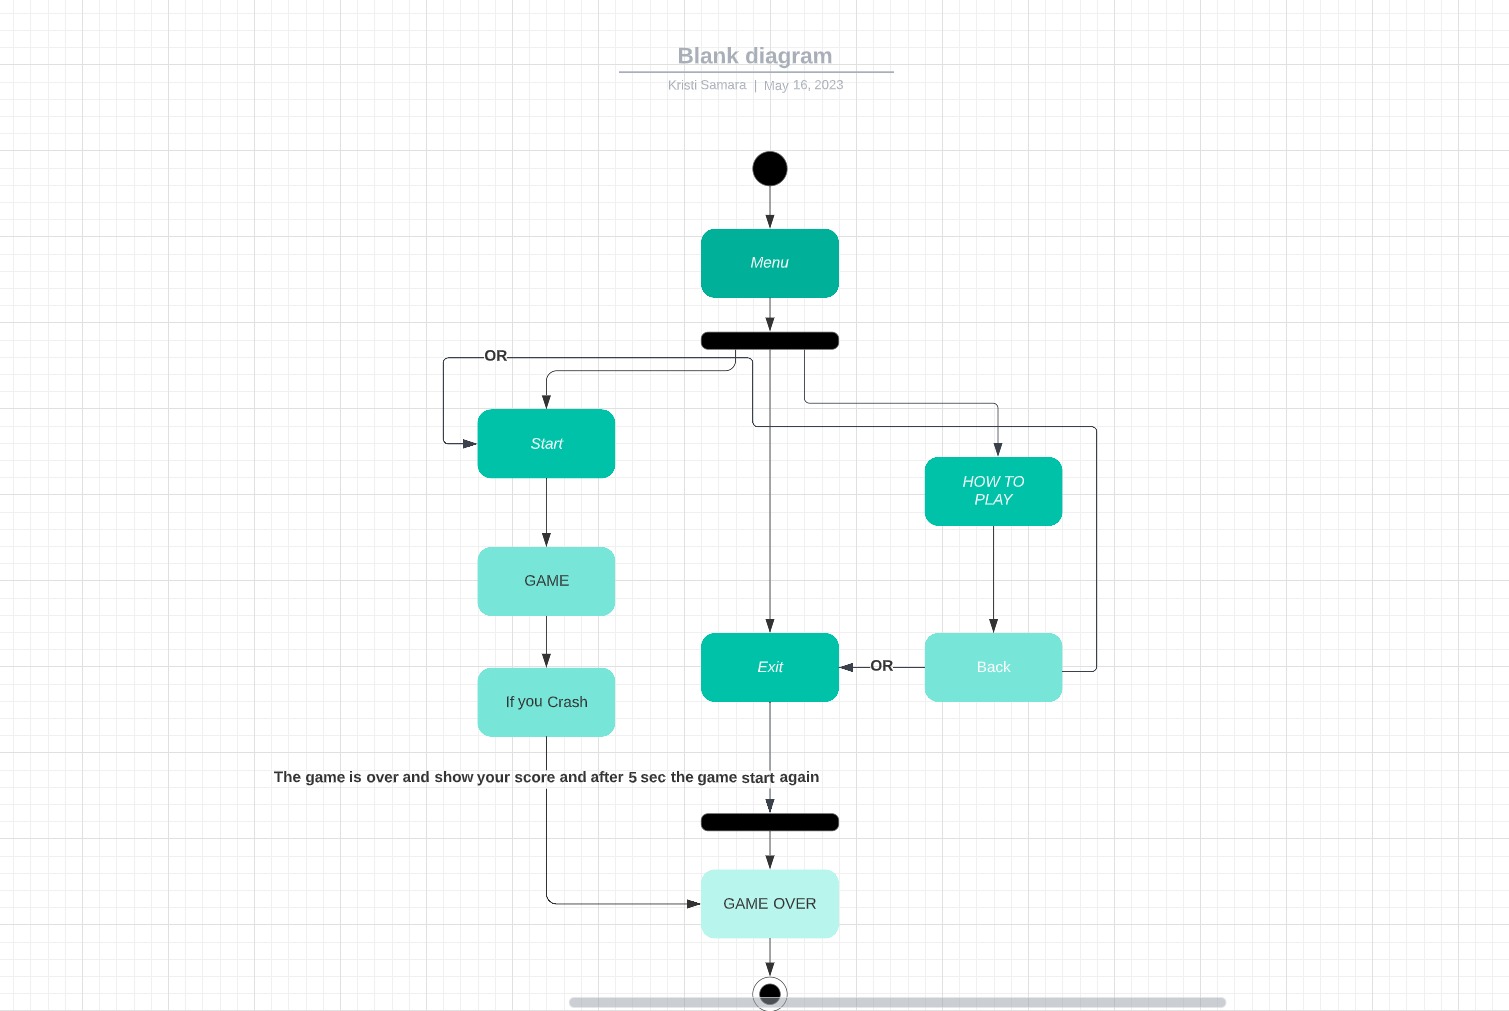 Blank diagram
Kristi Samara | May 16, 2023
Menu
OR
Start
HOW TO
PLAY
GAME
Exit
OR
Back
If you Crash
The game is over and show your score and after 5 sec the game start again
GAME OVER